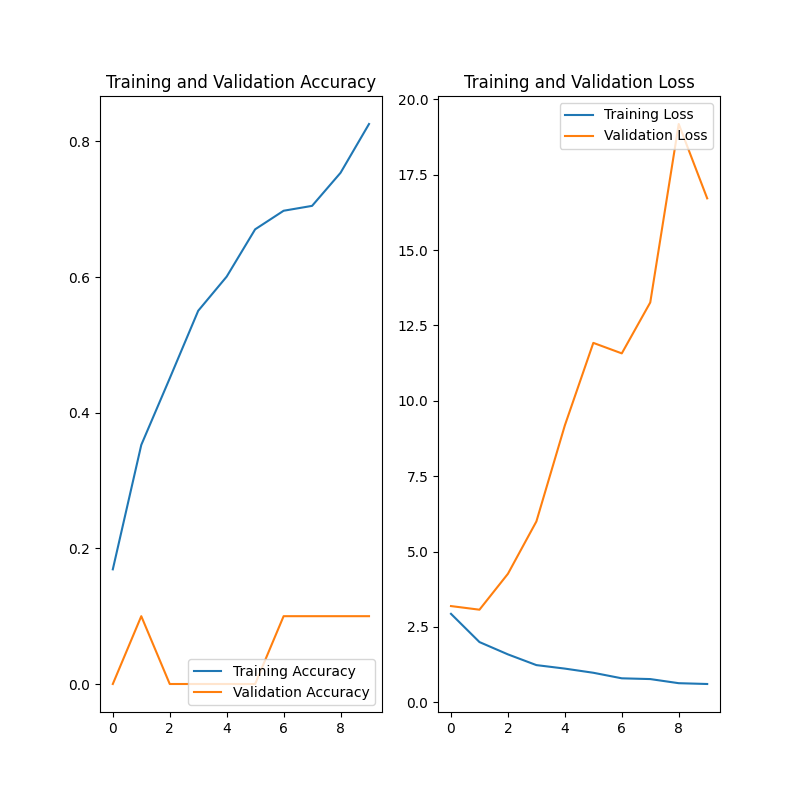 Training and Validation Accuracy
0.8
0.6
0.4
0.2
0.0
Training Accuracy
Validation Accuracy
0 2 4 6 8
Training and Validation Loss
20.0
17.5
15.0
12.5
10.0
7.5
5.0
2.5
0.0
Training Loss
Validation Loss
0 2 4 6 8